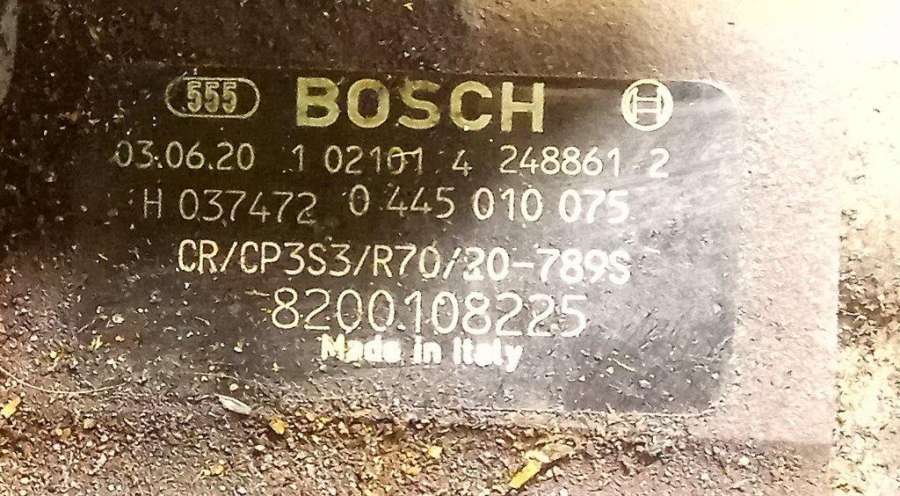 555 BOSCH
03.06.20 1 02101 4 248861 2
H 037472 0 445 010 075
CR/CP3S3/R70/20-789S
8200108225
Made in Italy